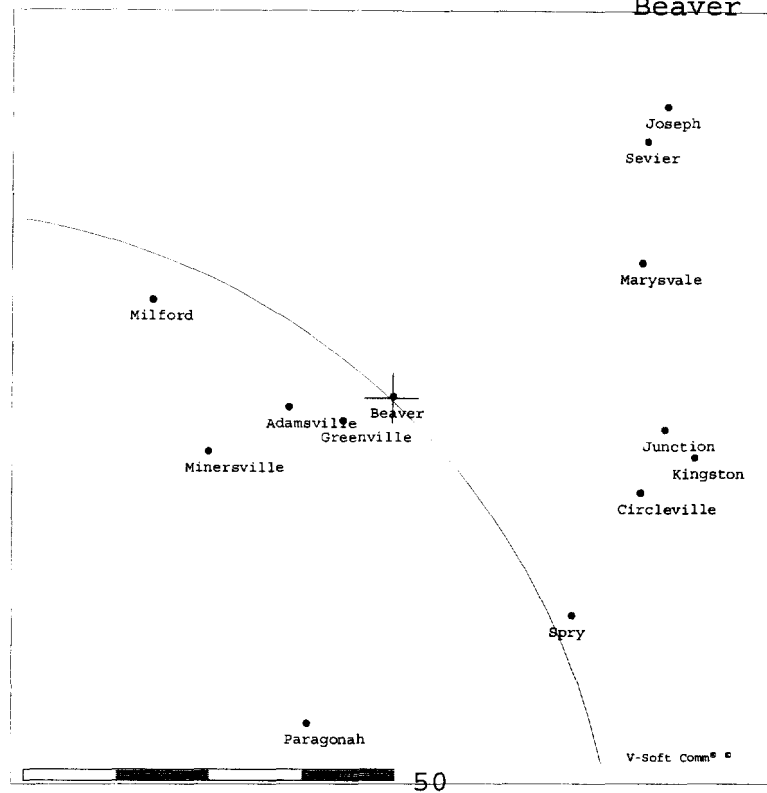 Beaver
Joseph
Sevier
Marysvale
Milford
Beaver
Adamsville
Greenville
Junction
Minersville
Kingston
Circleville
Spry
Paragonah
V-Soft Comm
50